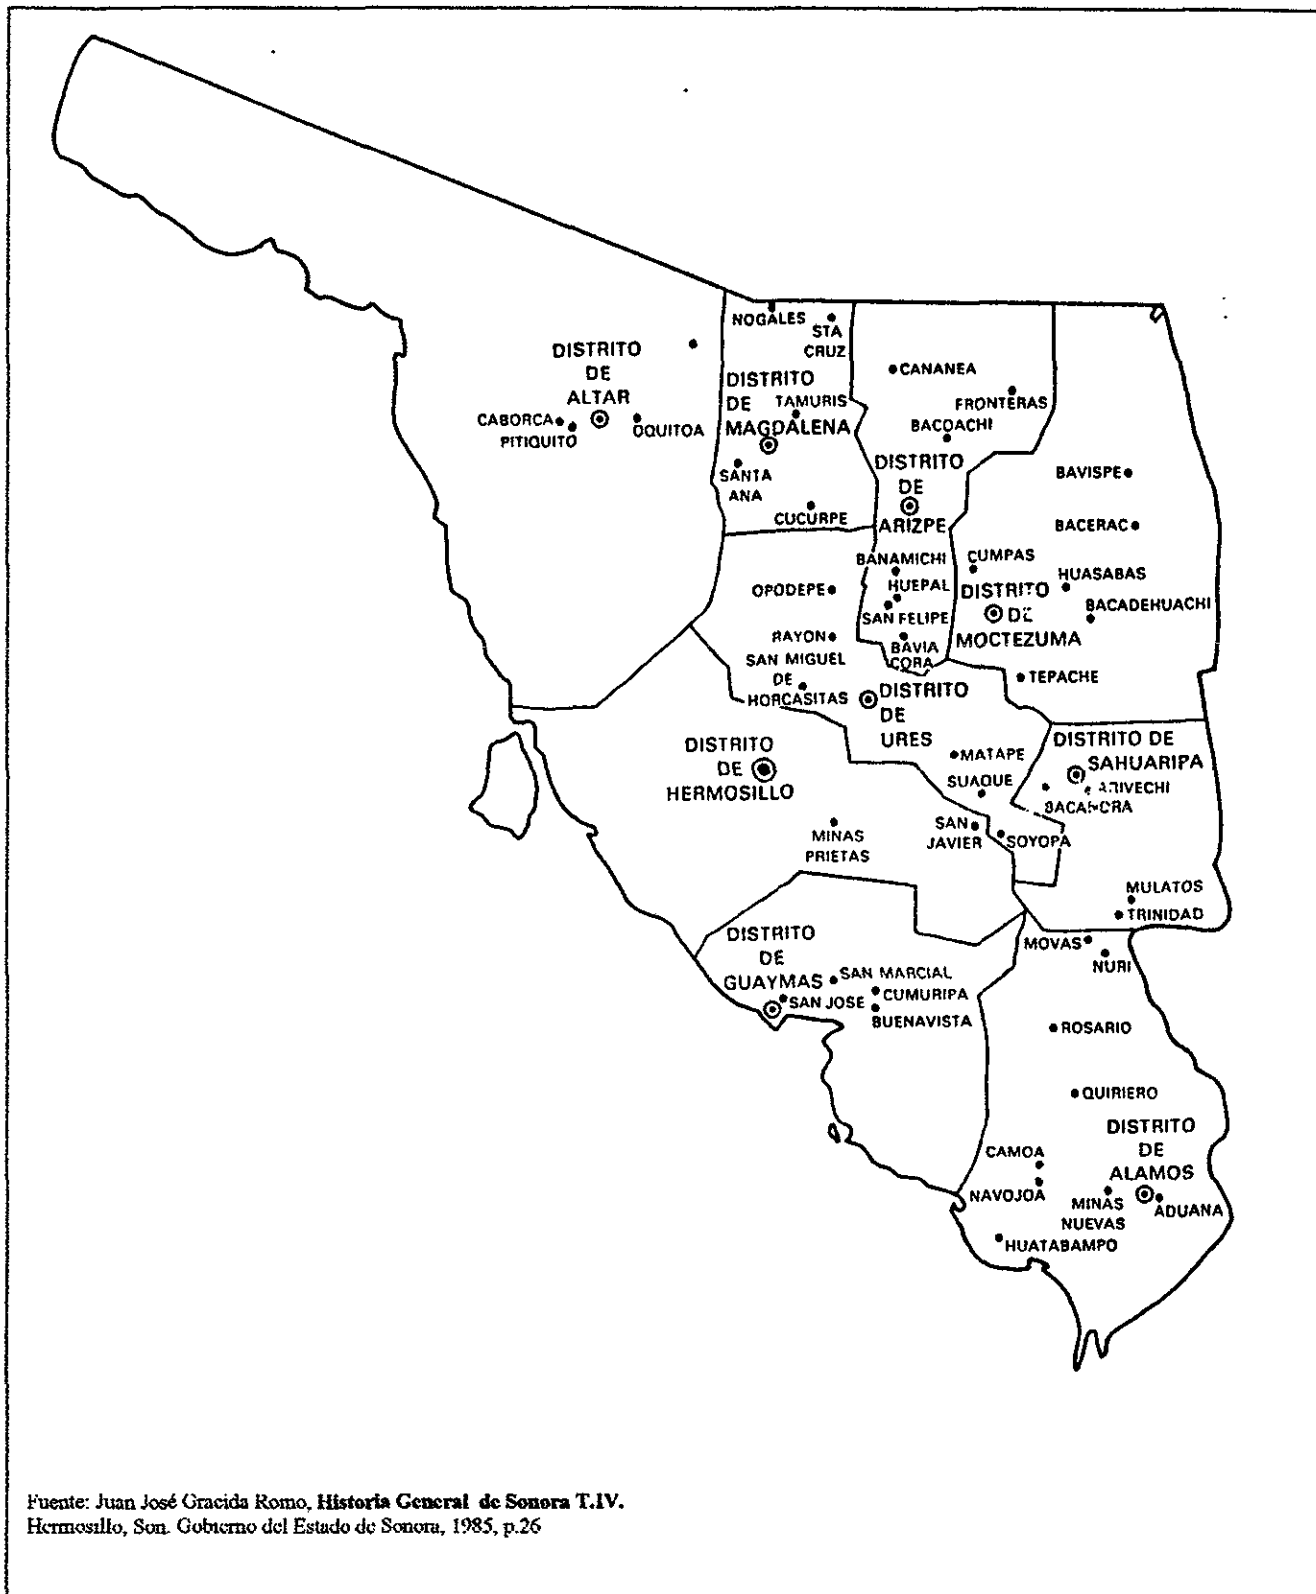 NOGALES
STA
CRUZ
DISTRITO
DE
ALTAR
CABORCA
PITIQUITO
OQUITOA
DISTRITO
DE
MAGDALENA
TAMURIS
SANTA
ANA
CUCURPE
CANANEA
FRONTERAS
BACOACHI
DISTRITO
DE
ARIZPE
BANAMICHI
HUEPAL
SAN FELIPE
BAVIA
CORA
BAVISPE
BACERAC
CUMPAS
HUASABAS
DISTRITO
DE
MOCTEZUMA
BACADEHUACHI
TEPACHE
OPODEPE
RAYON
SAN MIGUEL
DE
HORCASITAS
DISTRITO
DE
URES
MATAPE
SUAQUE
SAN
JAVIER
SOYOPA
DISTRITO DE
SAHUARIPA
ARIVECHI
BACANORA
MULATOS
TRINIDAD
DISTRITO
DE
HERMOSILLO
MINAS
PRIETAS
DISTRITO
DE
GUAYMAS
SAN MARCIAL
SAN JOSE
CUMURIPA
BUENAVISTA
MOVAS
NURI
ROSARIO
QUIRIERO
DISTRITO
DE
ALAMOS
CAMOA
NAVOJOA
MINAS
NUEVAS
ADUANA
HUATABAMPO
Fuente: Juan José Gracida Romo, Historia General de Sonora T.IV.
Hermosillo, Son. Gobierno del Estado de Sonora, 1985, p.26